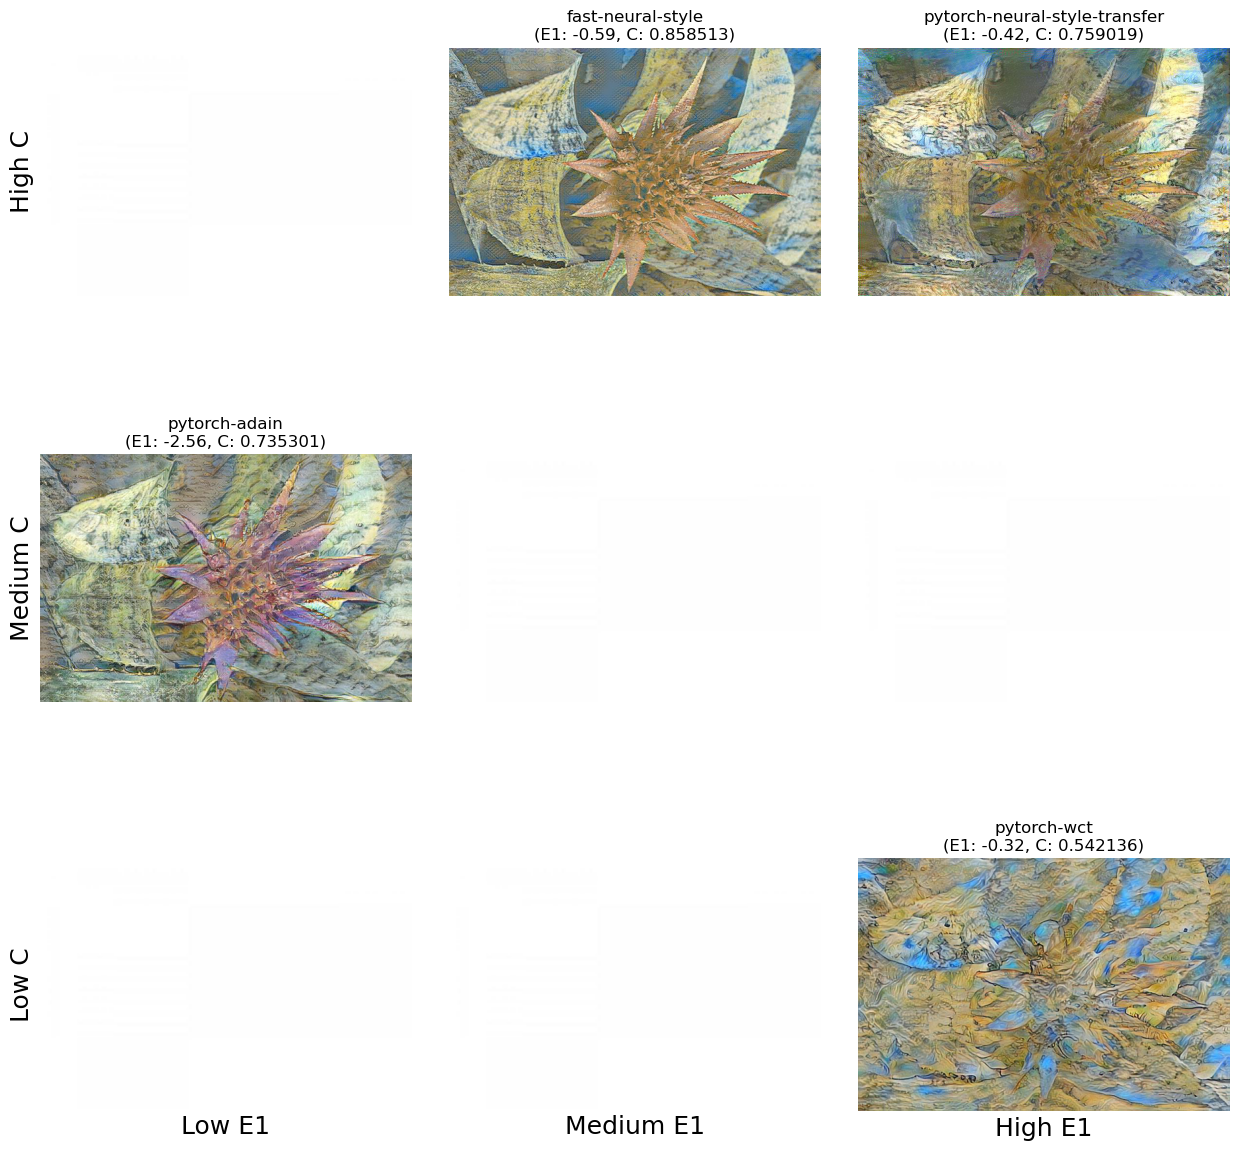 fast-neural-style
(E1: -0.59, C: 0.858513)
pytorch-neural-style-transfer
(E1: -0.42, C: 0.759019)
High C
pytorch-adain
(E1: -2.56, C: 0.735301)
Medium C
pytorch-wct
(E1: -0.32, C: 0.542136)
Low C
Low E1
Medium E1
High E1